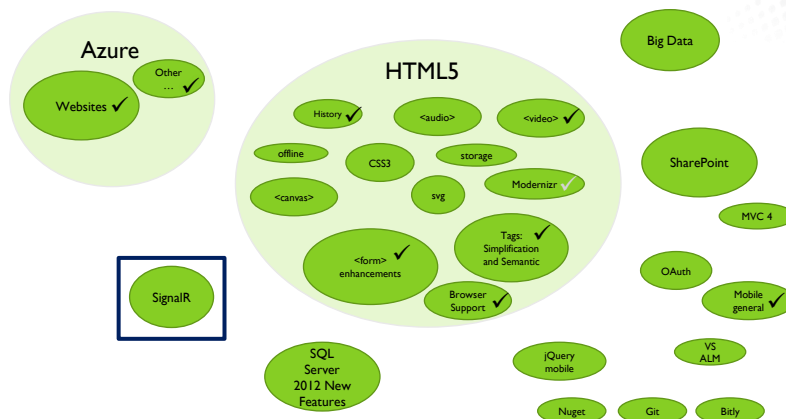 Azure
Other
...
Websites
HTML5
History
<audio>
<video>
offline
CSS3
storage
<canvas>
svg
Modernizr
<form>
enhancements
Tags:
Simplification
and Semantic
Browser
Support
Big Data
SharePoint
MVC 4
OAuth
Mobile
general
SignalR
SQL
Server
2012 New
Features
jQuery
mobile
VS
ALM
Nuget
Git
Bitly